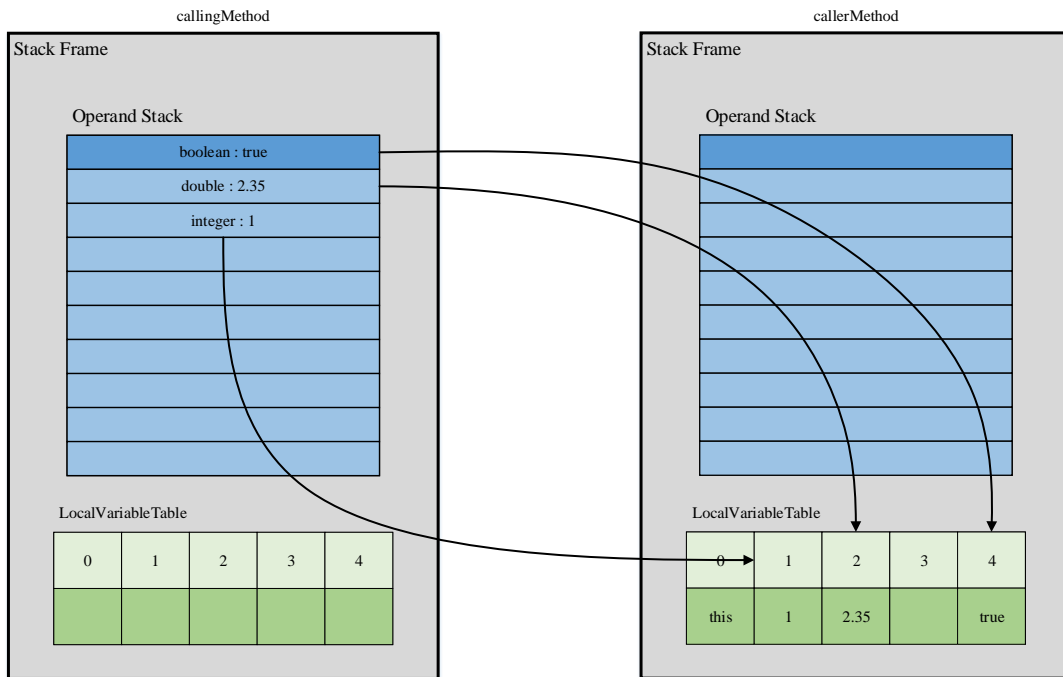 callingMethod
Stack Frame
Operand Stack
boolean : true
double : 2.35
integer : 1
LocalVariableTable
0 1 2 3 4
callerMethod
Stack Frame
Operand Stack
LocalVariableTable
0 1 2 3 4
this 1 2.35 true